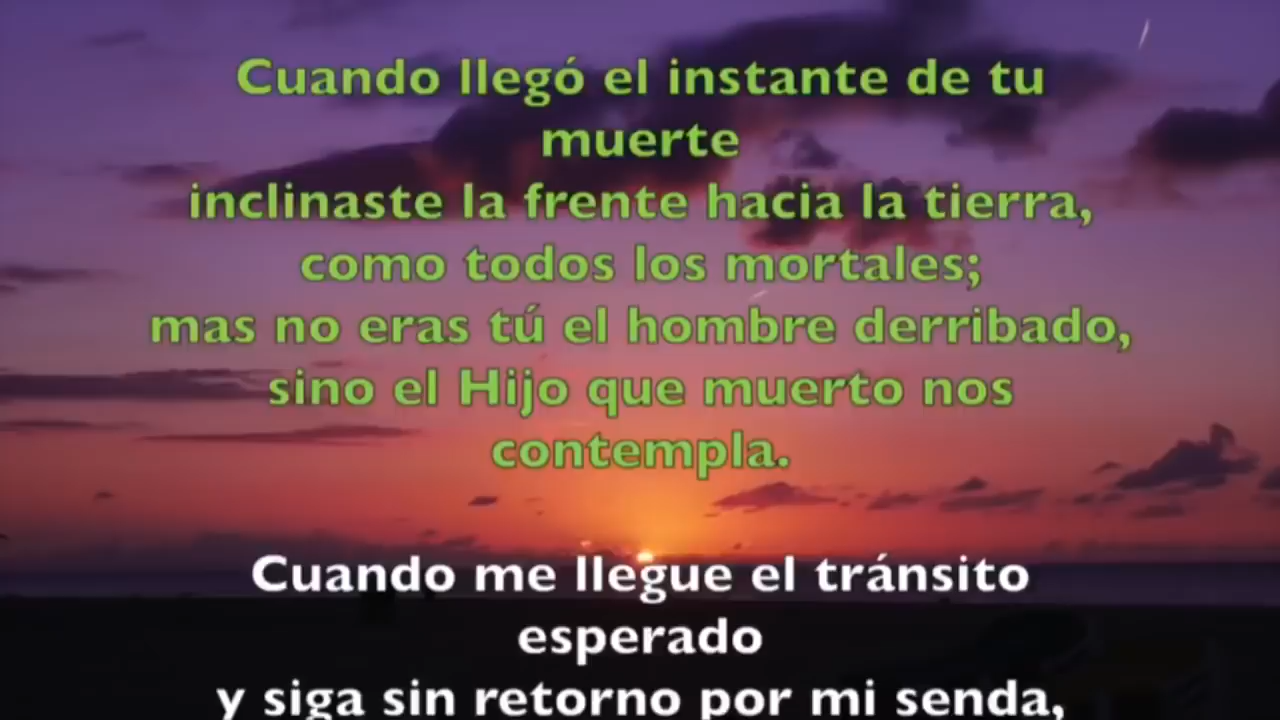 Cuando llegó el instante de tu
muerte
inclinaste la frente hacia la tierra,
como todos los mortales;
mas no eras tú el hombre derribado,
sino el Hijo que muerto nos
contempla.
Cuando me llegue el tránsito
esperado
y siga sin retorno por mi senda,